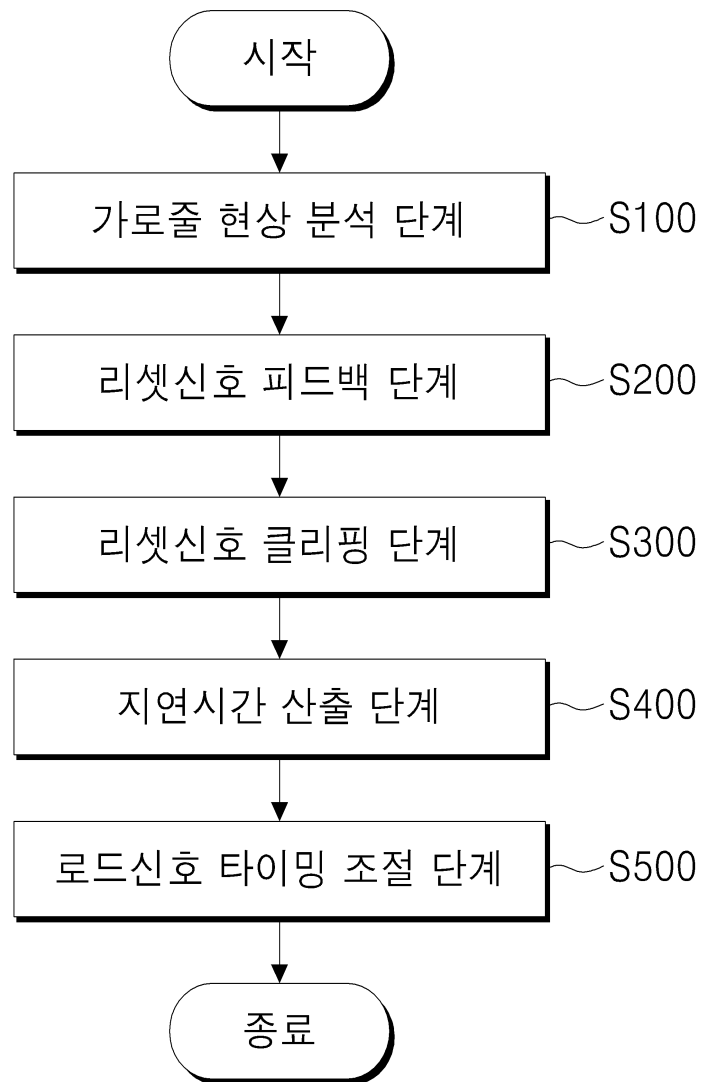 시작
가로줄 현상 분석 단계 S100
리셋신호 피드백 단계 S200
리셋신호 클리핑 단계 S300
지연시간 산출 단계 S400
로드신호 타이밍 조절 단계 S500
종료